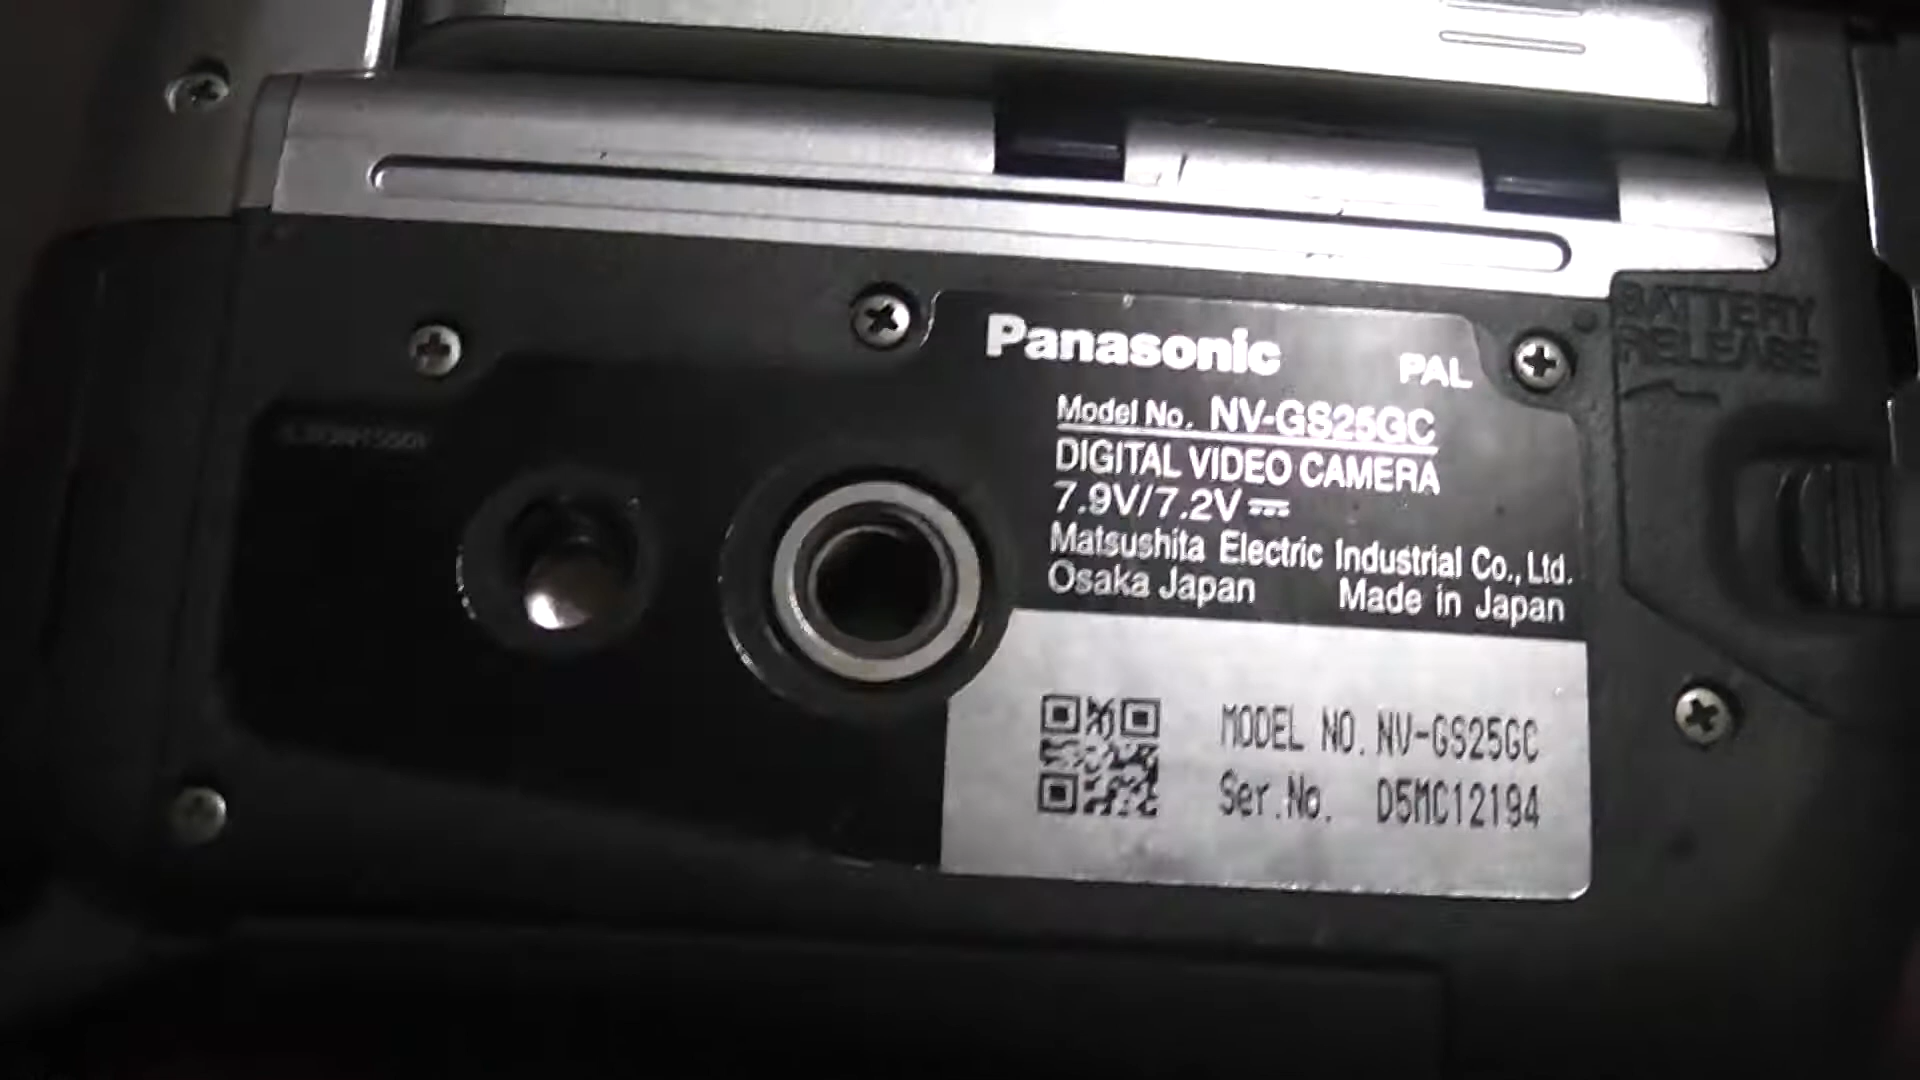 Panasonic PAL
Model No. NV-GS25GC
DIGITAL VIDEO CAMERA
7.9V/7.2V
Matsushita Electric Industrial Co., Ltd.
Osaka Japan Made in Japan
BATTERY
RELEASE
MODEL NO. NV-GS25GC
Ser.No. D5MC12194